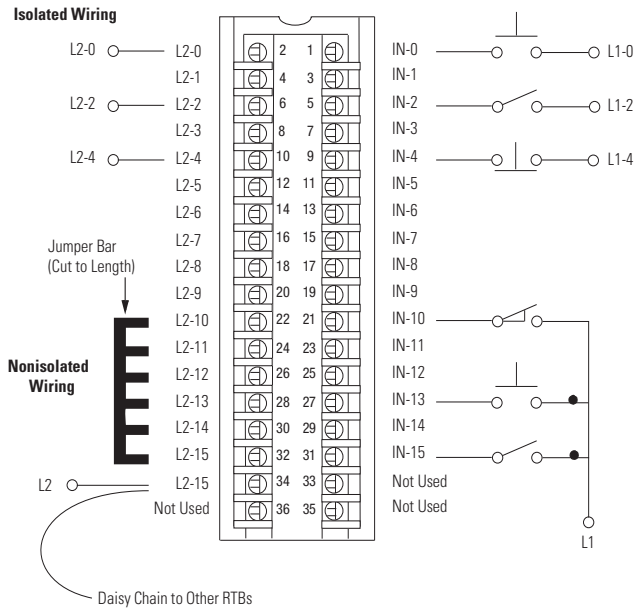 Isolated Wiring
L2-0 L2-0 2 1 IN-0 L1-0
L2-1 4 3 IN-1
L2-2 L2-2 6 5 IN-2 L1-2
L2-3 8 7 IN-3
L2-4 L2-4 10 9 IN-4 L1-4
L2-5 12 11 IN-5
L2-6 14 13 IN-6
L2-7 16 15 IN-7
Jumper Bar
(Cut to Length)
L2-8 18 17 IN-8
L2-9 20 19 IN-9
L2-10 22 21 IN-10
L2-11 24 23 IN-11
Nonisolated
Wiring
L2-12 26 25 IN-12
L2-13 28 27 IN-13
L2-14 30 29 IN-14
L2-15 32 31 IN-15
L2 L2-15 34 33 Not Used
Not Used 36 35 Not Used
L1
Daisy Chain to Other RTBs